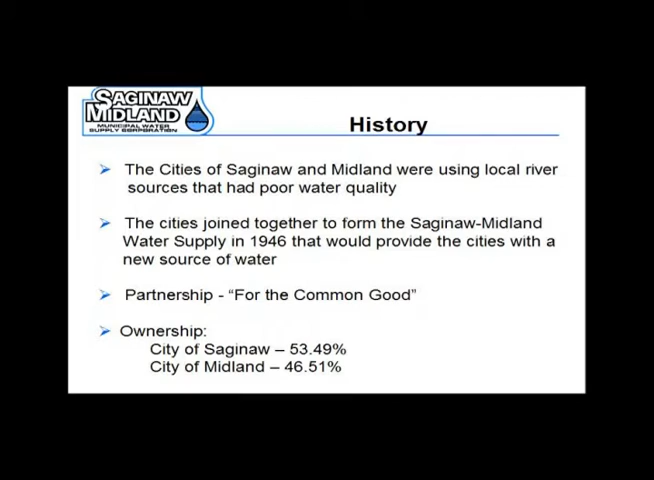 SAGINAW
MIDLAND
MUNICIPAL WATER
SUPPLY CORPORATION
History
The Cities of Saginaw and Midland were using local river
sources that had poor water quality
The cities joined together to form the Saginaw-Midland
Water Supply in 1946 that would provide the cities with a
new source of water
Partnership - “For the Common Good”
Ownership:
City of Saginaw – 53.49%
City of Midland – 46.51%